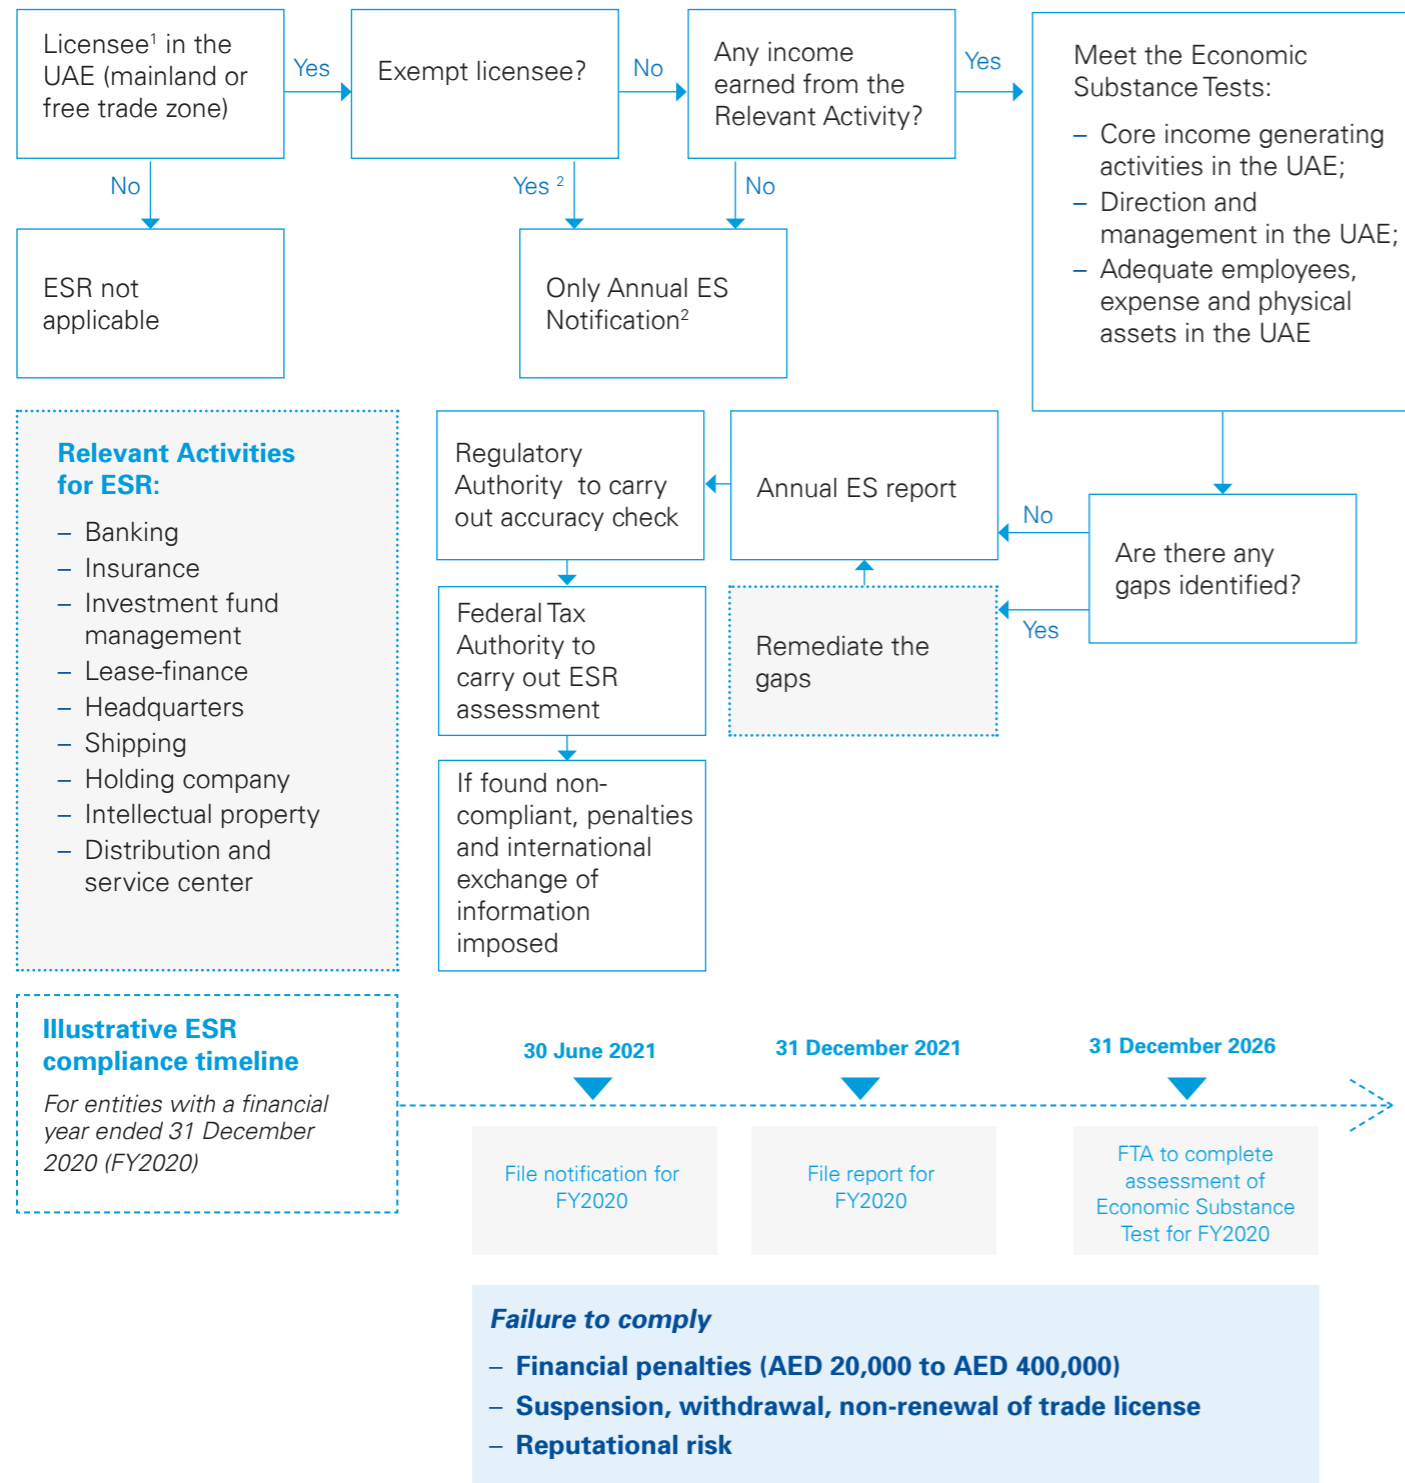 Licensee¹ in the
UAE (mainland or
free trade zone)
Yes
Exempt licensee?
No
Any income
earned from the
Relevant Activity?
Yes
Meet the Economic
Substance Tests:
– Core income generating
activities in the UAE;
– Direction and
management in the UAE;
– Adequate employees,
expense and physical
assets in the UAE
No
Yes ²
No
ESR not
applicable
Only Annual ES
Notification²
Relevant Activities
for ESR:
– Banking
– Insurance
– Investment fund
management
– Lease-finance
– Headquarters
– Shipping
– Holding company
– Intellectual property
– Distribution and
service center
Regulatory
Authority to carry
out accuracy check
Annual ES report
No
Are there any
gaps identified?
Yes
Remediate the
gaps
Federal Tax
Authority to
carry out ESR
assessment
If found non-
compliant, penalties
and international
exchange of
information
imposed
Illustrative ESR
compliance timeline
For entities with a financial
year ended 31 December
2020 (FY2020)
30 June 2021
31 December 2021
31 December 2026
File notification for
FY2020
File report for
FY2020
FTA to complete
assessment of
Economic Substance
Test for FY2020
Failure to comply
– Financial penalties (AED 20,000 to AED 400,000)
– Suspension, withdrawal, non-renewal of trade license
– Reputational risk